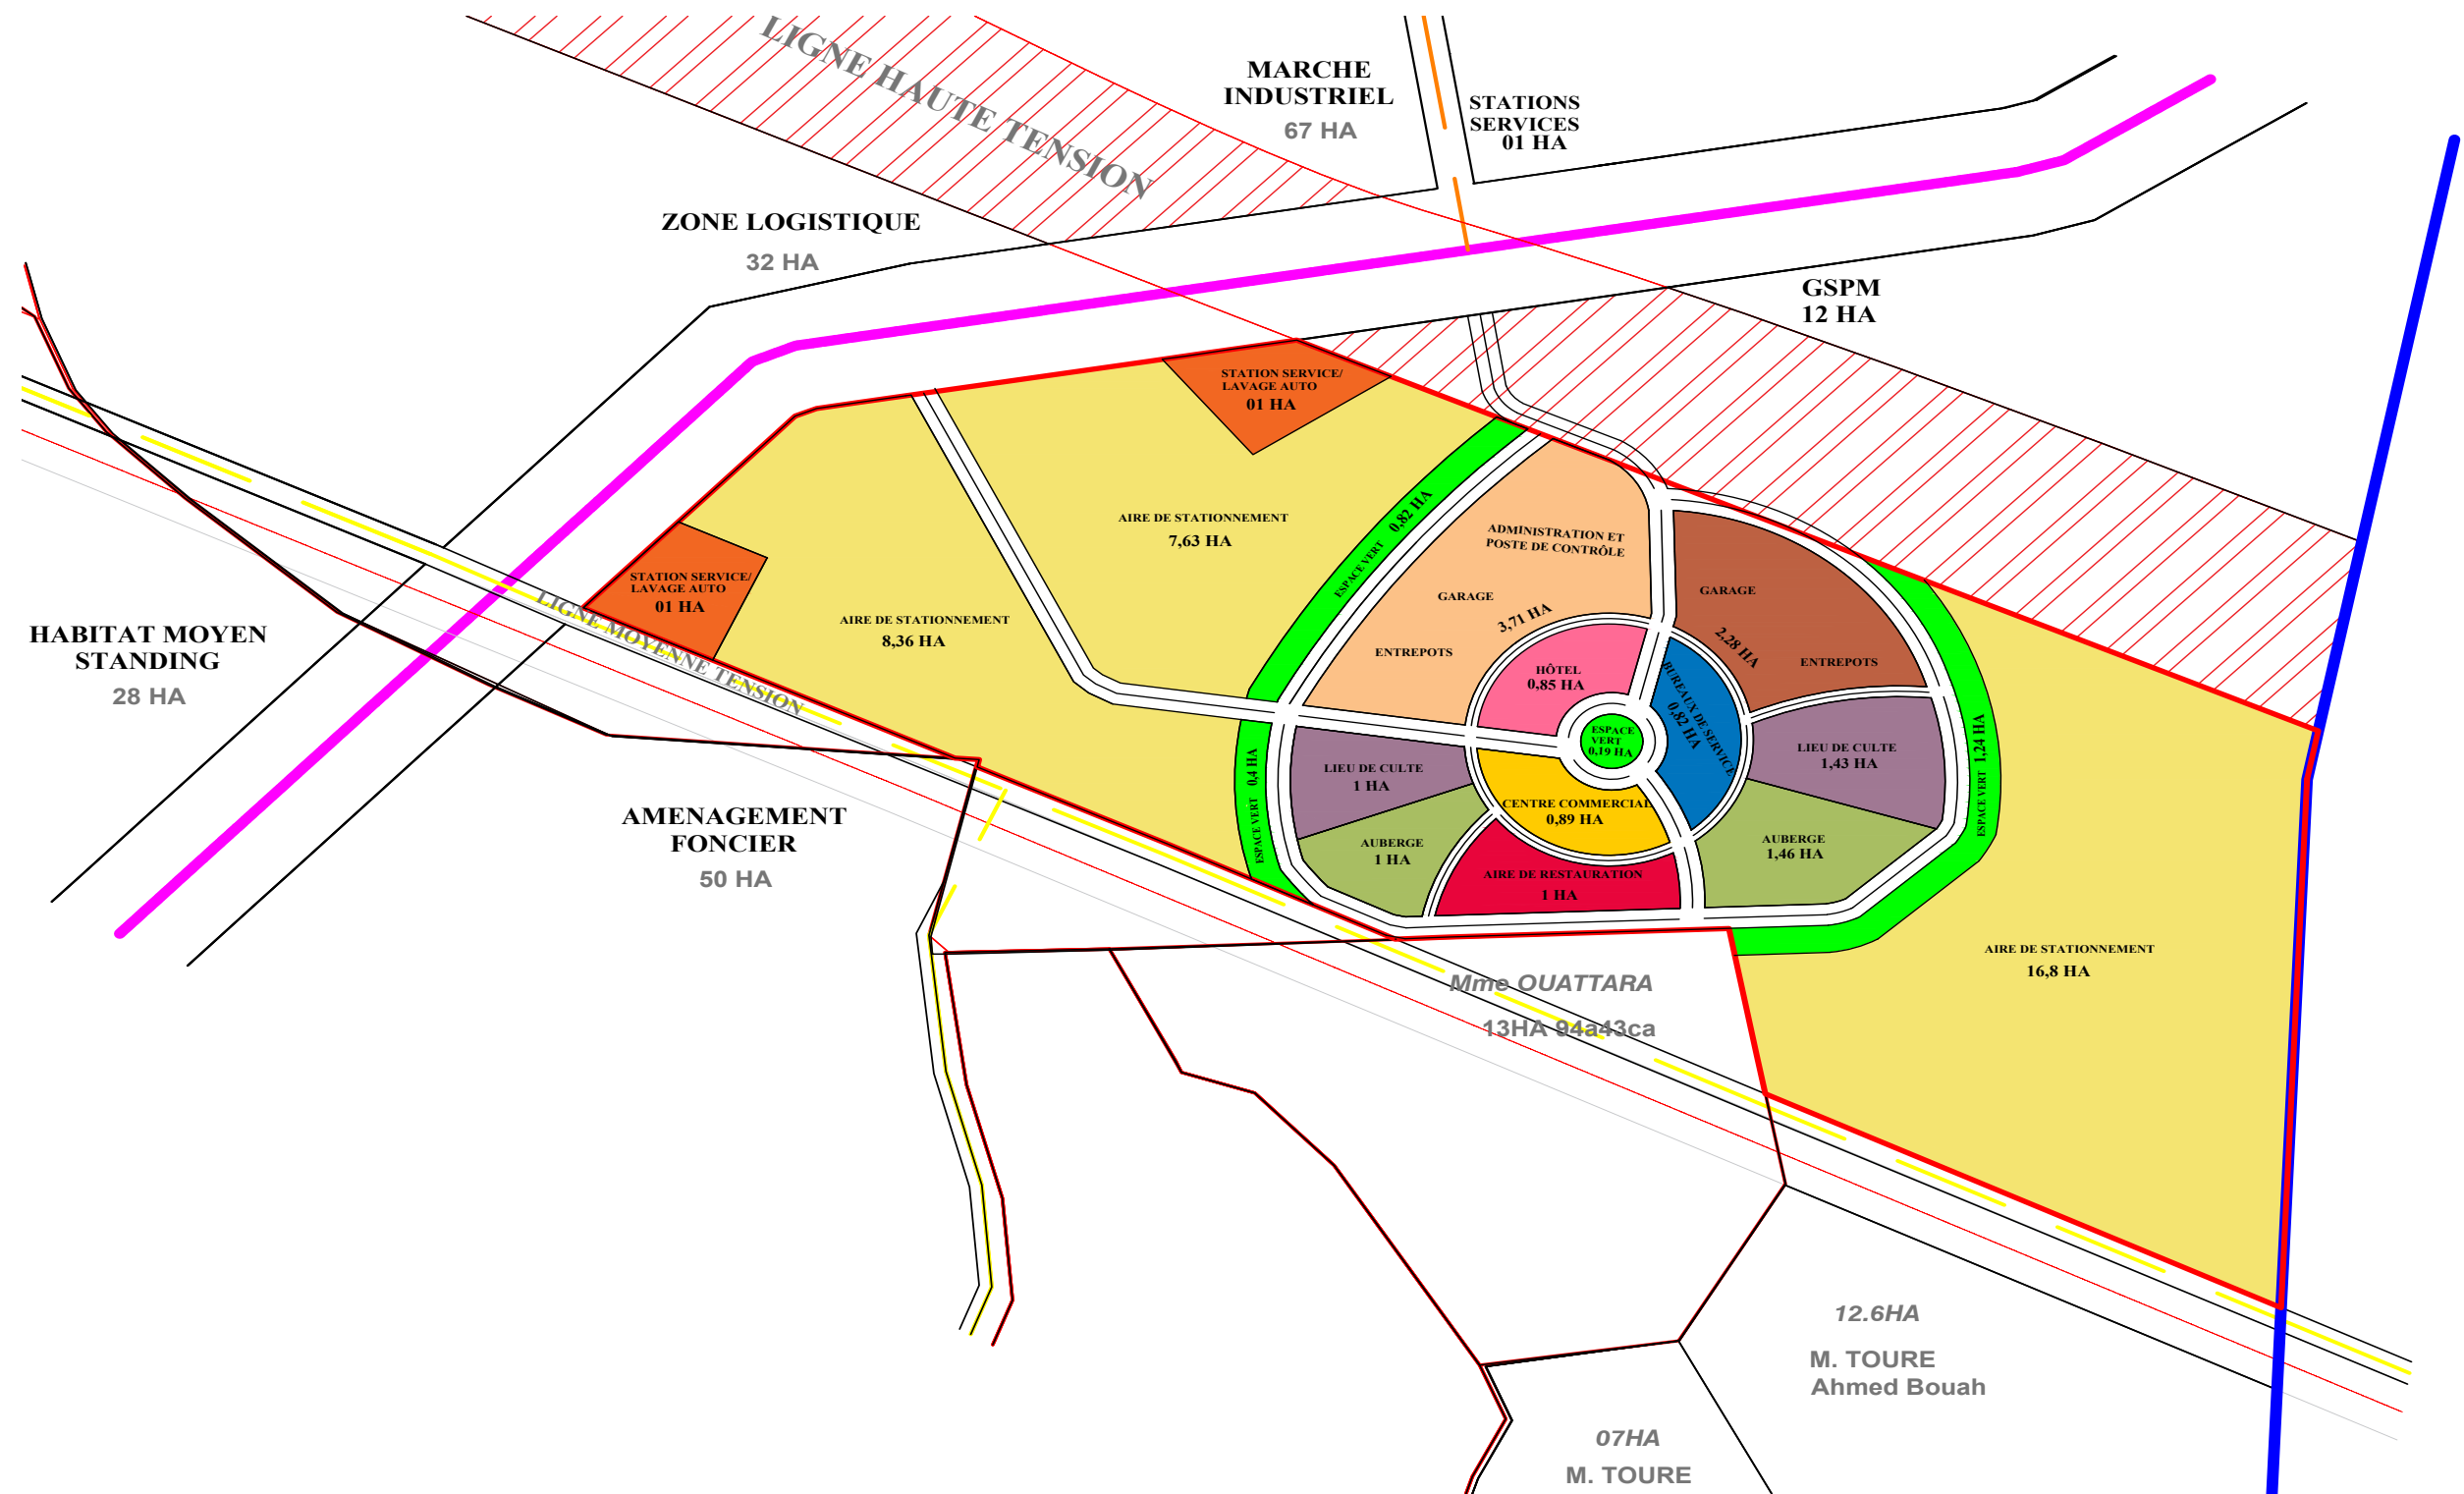 LIGNE HAUTE TENSION
MARCHE
INDUSTRIEL
67 HA
STATIONS
SERVICES
01 HA
ZONE LOGISTIQUE
32 HA
GSPM
12 HA
STATION SERVICE/
LAVAGE AUTO
01 HA
AIRE DE STATIONNEMENT
7,63 HA
ESPACE VERT 0,82 HA
ADMINISTRATION ET
POSTE DE CONTRÔLE
GARAGE
3,71 HA
ENTREPOTS
GARAGE
2,28 HA
ENTREPOTS
STATION SERVICE/
LAVAGE AUTO
01 HA
AIRE DE STATIONNEMENT
8,36 HA
LIGNE MOYENNE TENSION
HABITAT MOYEN
STANDING
28 HA
HÔTEL
0,85 HA
BUREAUX DE SERVICE
0,82 HA
ESPACE
VERT
0,19 HA
LIEU DE CULTE
1,43 HA
ESPACE VERT 1,24 HA
LIEU DE CULTE
1 HA
ESPACE VERT 0,4 HA
CENTRE COMMERCIAL
0,89 HA
AUBERGE
1 HA
AUBERGE
1,46 HA
AIRE DE RESTAURATION
1 HA
AMENAGEMENT
FONCIER
50 HA
AIRE DE STATIONNEMENT
16,8 HA
Mme OUATTARA
13HA 94a43ca
12.6HA
M. TOURE
Ahmed Bouah
07HA
M. TOURE